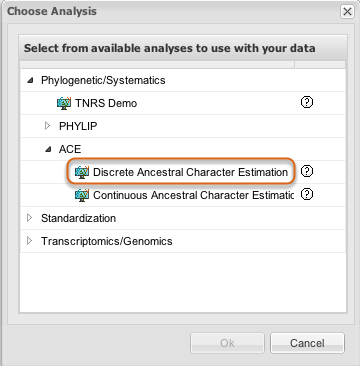 Choose Analysis
Select from available analyses to use with your data
Phylogenetic/Systematics
TNRS Demo
PHYLIP
ACE
Discrete Ancestral Character Estimation
Continuous Ancestral Character Estimatic
Standardization
Transcriptomics/Genomics
Ok Cancel